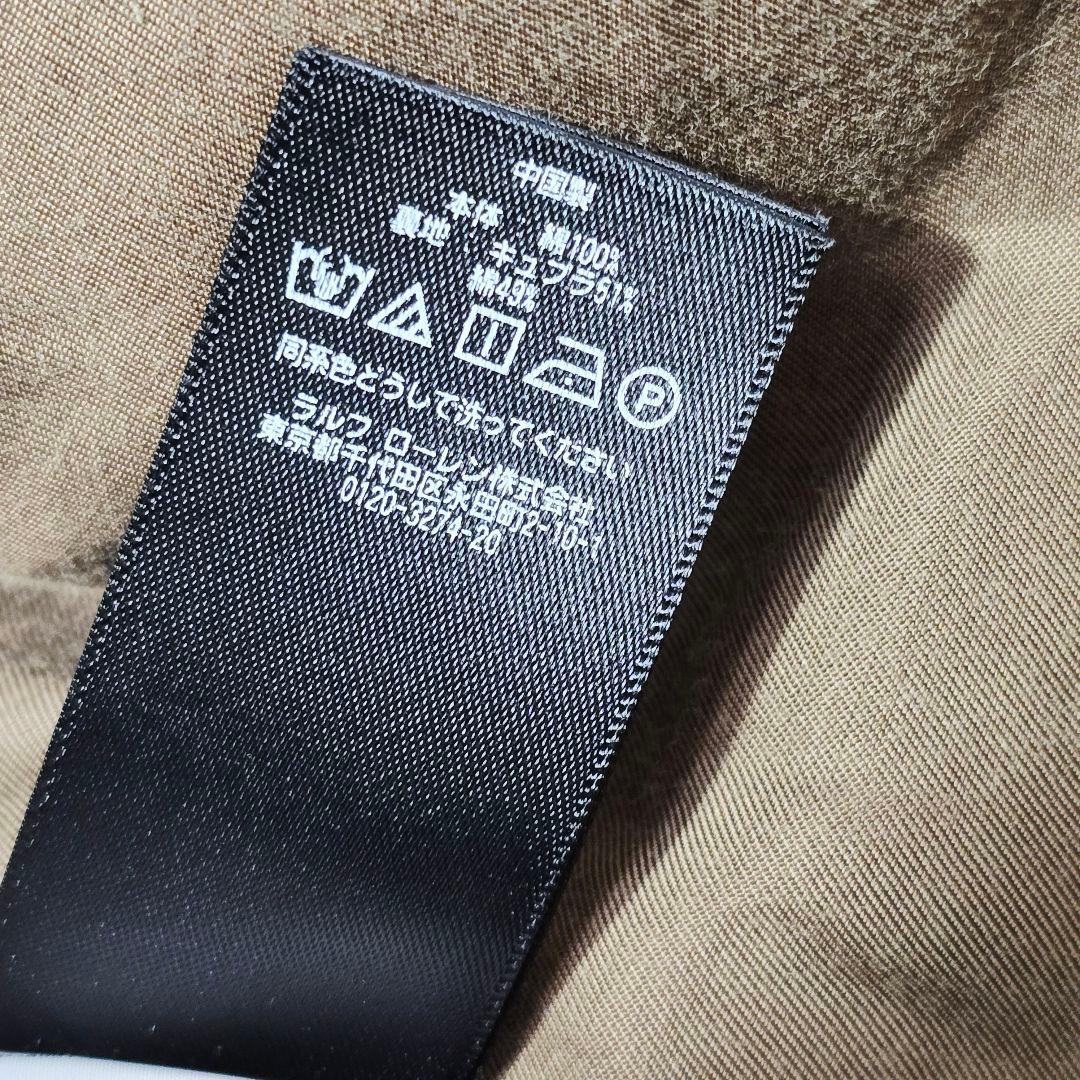 中国製
本体 綿100%
裏地 キュプラ51%
綿49%
P
同系色どうしで洗ってください
ラルフ ローレン株式会社
東京都千代田区永田町2-10-1
0120-3274-20